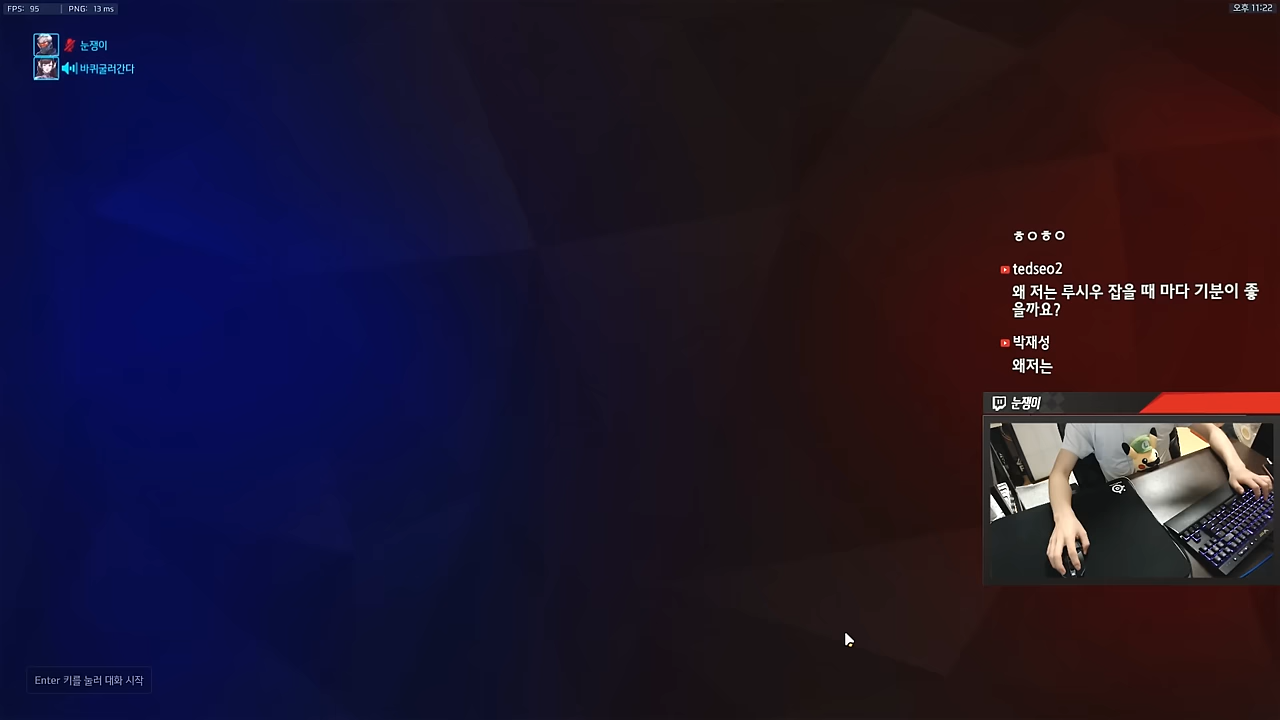 FPS: 95 | PNG: 13 ms
오후 11:22
눈쟁이
바퀴굴러간다
ㅎㅇㅎㅇ
tedseo2
왜 저는 루시우 잡을 때 마다 기분이 좋
을까요?
박재성
왜저는
눈쟁이
Enter 키를 눌러 대화 시작